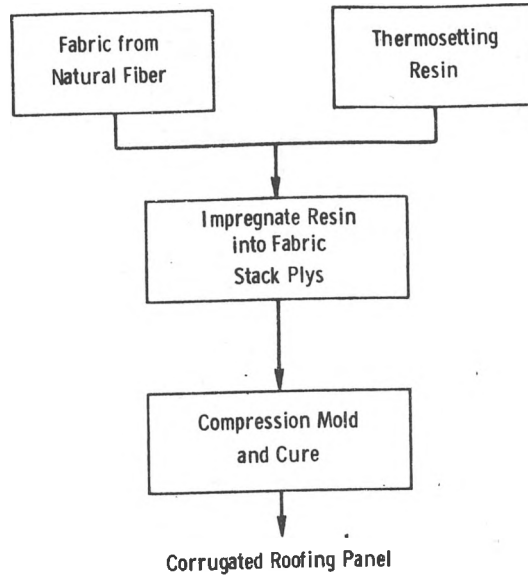 Fabric from
Natural Fiber
Thermosetting
Resin
Impregnate Resin
into Fabric
Stack Plys
Compression Mold
and Cure
Corrugated Roofing Panel